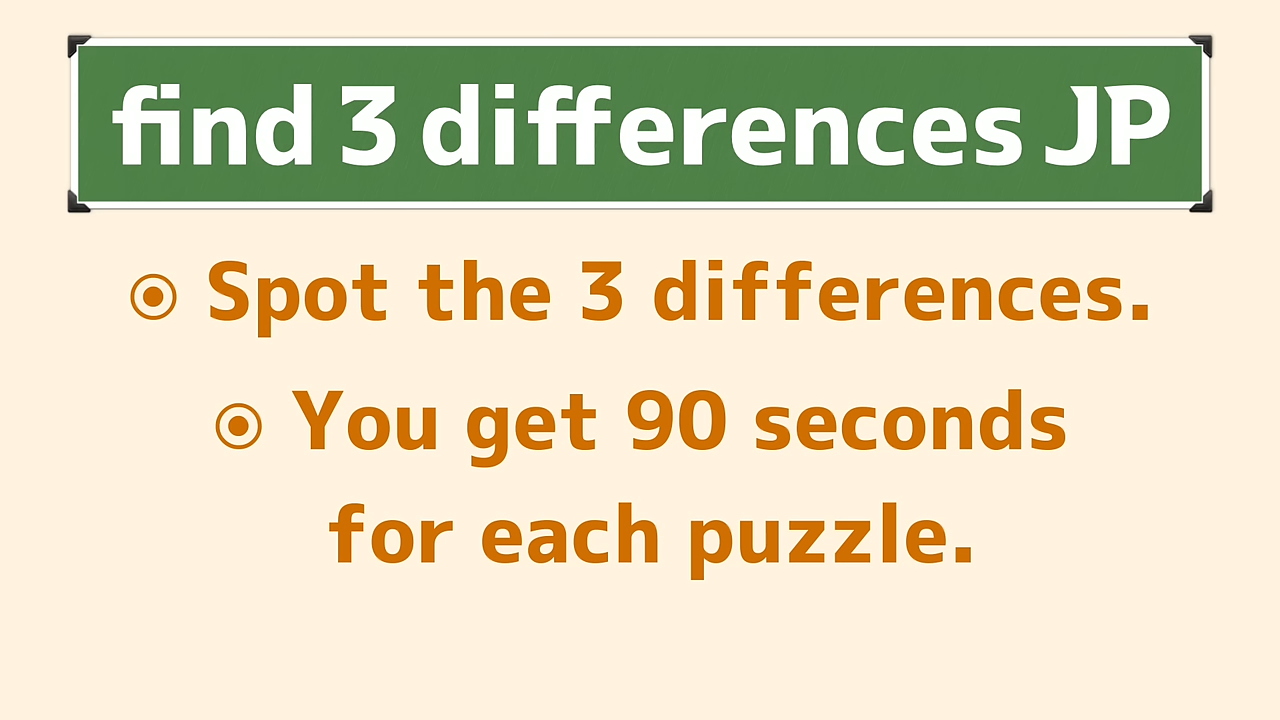 find 3 differences JP
◉ Spot the 3 differences.
◉ You get 90 seconds
for each puzzle.